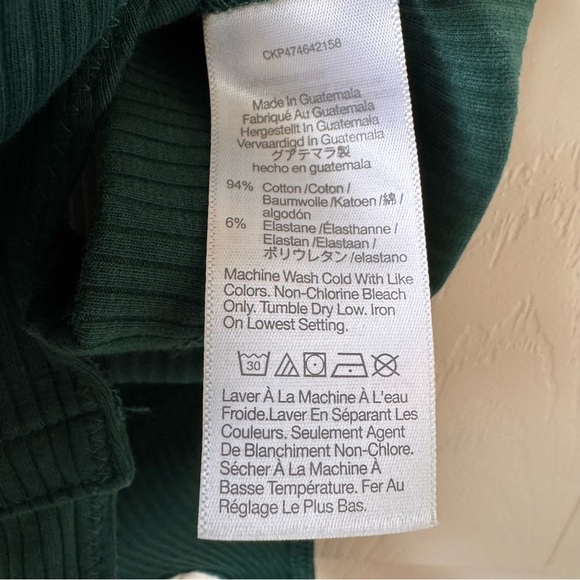 CKP474642158
Made In Guatemala
Fabriqué Au Guatemala
Hergestellt In Guatemala
Vervaardigd In Guatemala
グアテマラ製
hecho en guatemala
94% Cotton /Coton /
Baumwolle /Katoen /綿 /
algodón
6% Elastane /Élasthanne /
Elastan /Elastaan /
ポリウレタン /elastano
Machine Wash Cold With Like
Colors. Non-Chlorine Bleach
Only. Tumble Dry Low. Iron
On Lowest Setting.
30
Laver À La Machine À L'eau
Froide.Laver En Séparant Les
Couleurs. Seulement Agent
De Blanchiment Non-Chlore.
Sécher À La Machine À
Basse Température. Fer Au
Réglage Le Plus Bas.